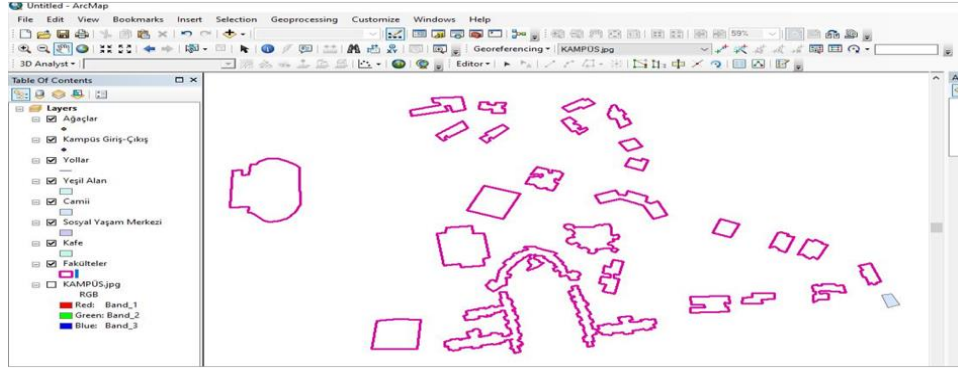 Untitled - ArcMap
File Edit View Bookmarks Insert Selection Geoprocessing Customize Windows Help
59%
Georeferencing KAMPÜS.jpg
3D Analyst Editor
Table Of Contents
Layers
Ağaçlar
Kampüs Giriş-Çıkış
Yollar
Yeşil Alan
Camii
Sosyal Yaşam Merkezi
Kafe
Fakülteler
KAMPÜS.jpg
RGB
Red: Band_1
Green: Band_2
Blue: Band_3